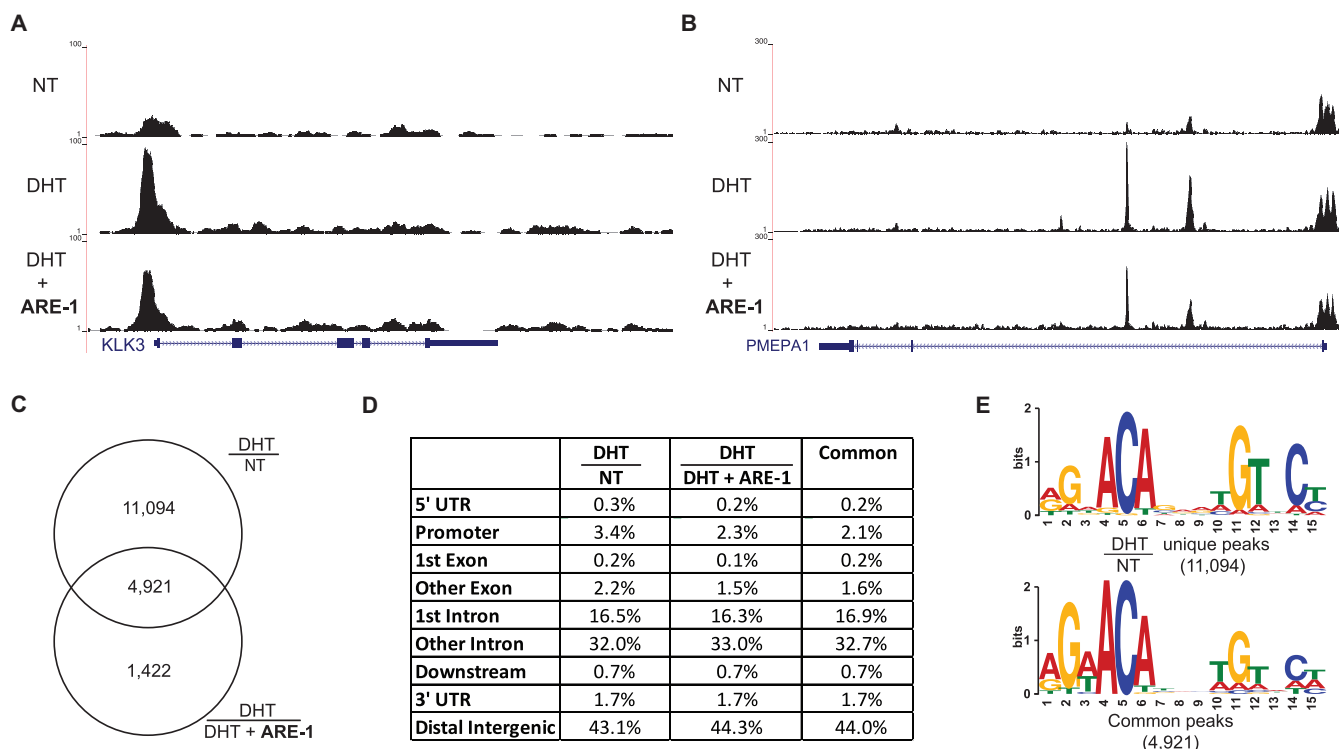 A
100
NT
1
100
DHT
1
100
DHT
+
ARE-1
1
KLK3
B
300
NT
1
300
DHT
1
300
DHT
+
ARE-1
1
PMEPA1
C
DHT
NT
11,094
4,921
1,422
DHT
DHT + ARE-1
D
DHT NT DHT DHT + ARE-1 Common
5' UTR 0.3% 0.2% 0.2%
Promoter 3.4% 2.3% 2.1%
1st Exon 0.2% 0.1% 0.2%
Other Exon 2.2% 1.5% 1.6%
1st Intron 16.5% 16.3% 16.9%
Other Intron 32.0% 33.0% 32.7%
Downstream 0.7% 0.7% 0.7%
3' UTR 1.7% 1.7% 1.7%
Distal Intergenic 43.1% 44.3% 44.0%
E
2
bits
1
0
1 2 3 4 5 6 7 8 9 10 11 12 13 14 15
DHT
NT
unique peaks
(11,094)
2
bits
1
0
1 2 3 4 5 6 7 8 9 10 11 12 13 14 15
Common peaks
(4,921)